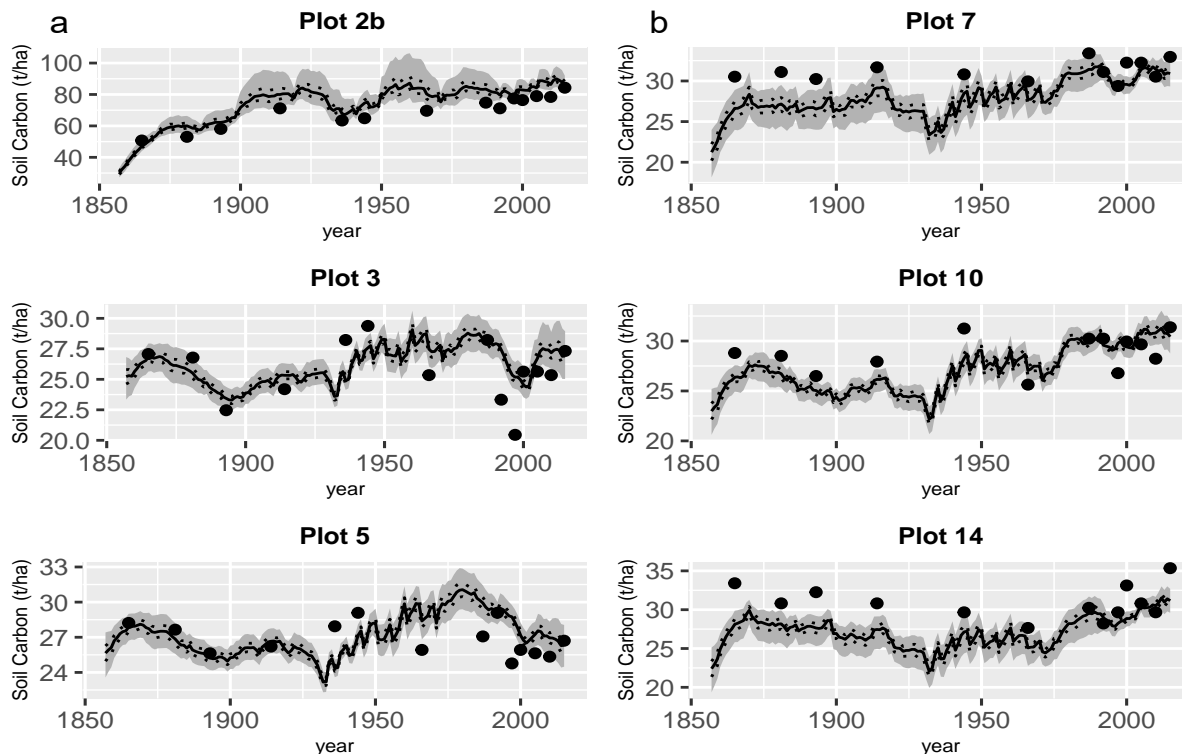 a
Plot 2b
Soil Carbon (t/ha)
100
80
60
40
1850 1900 1950 2000
year
b
Plot 7
Soil Carbon (t/ha)
30
25
20
1850 1900 1950 2000
year
Plot 3
Soil Carbon (t/ha)
30.0
27.5
25.0
22.5
20.0
1850 1900 1950 2000
year
Plot 10
Soil Carbon (t/ha)
30
25
20
1850 1900 1950 2000
year
Plot 5
Soil Carbon (t/ha)
33
30
27
24
1850 1900 1950 2000
year
Plot 14
Soil Carbon (t/ha)
35
30
25
20
1850 1900 1950 2000
year